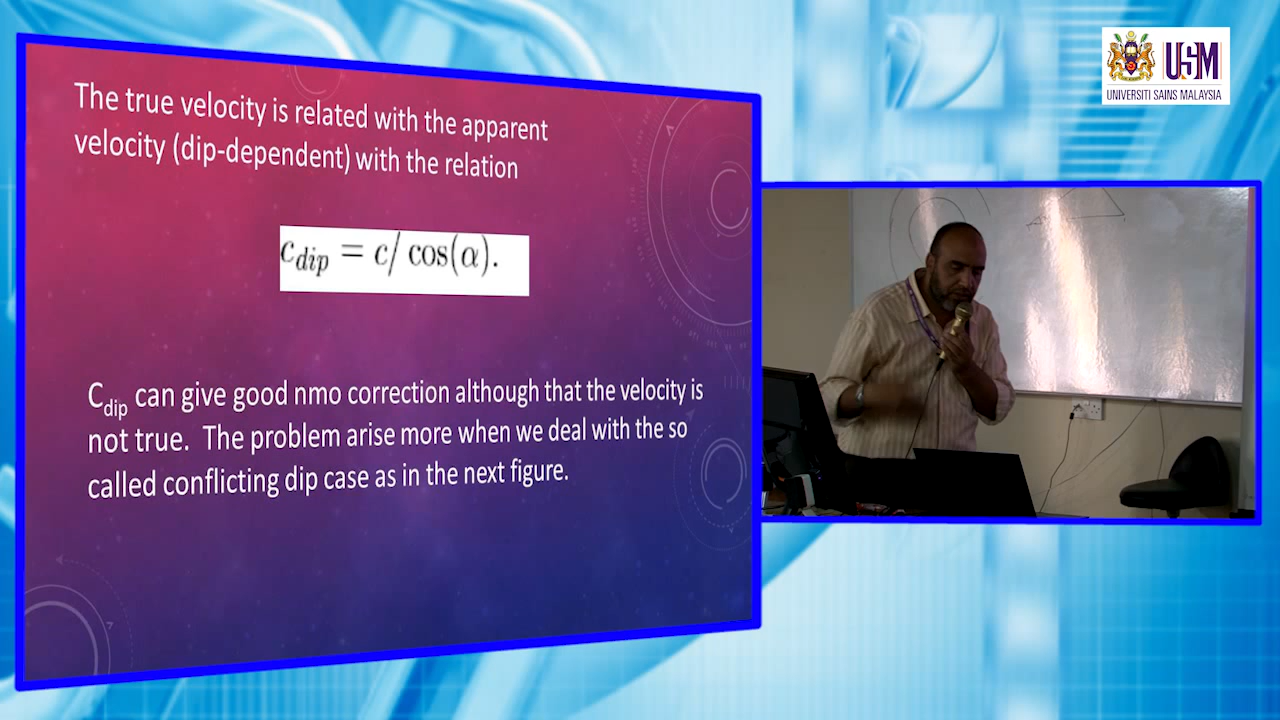 The true velocity is related with the apparent
velocity (dip-dependent) with the relation
c_dip = c/ cos(α).
C_dip can give good nmo correction although that the velocity is
not true. The problem arise more when we deal with the so
called conflicting dip case as in the next figure.
USM
UNIVERSITI SAINS MALAYSIA